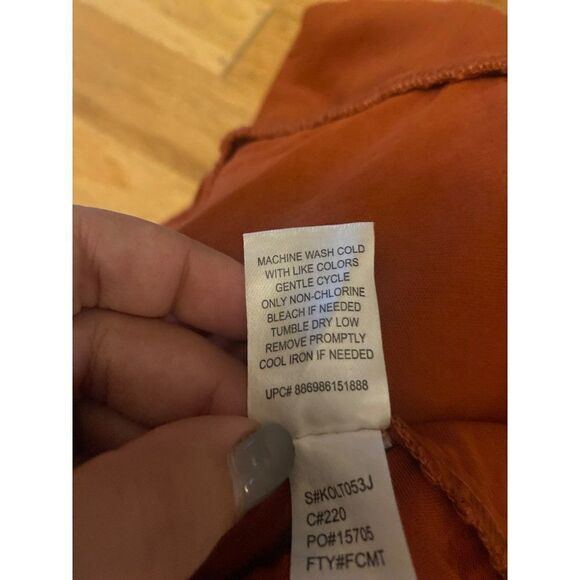 MACHINE WASH COLD
WITH LIKE COLORS
GENTLE CYCLE
ONLY NON-CHLORINE
BLEACH IF NEEDED
TUMBLE DRY LOW
REMOVE PROMPTLY
COOL IRON IF NEEDED
UPC# 886986151888
S#KOLT053J
C#220
PO#15705
FTY#FCMT